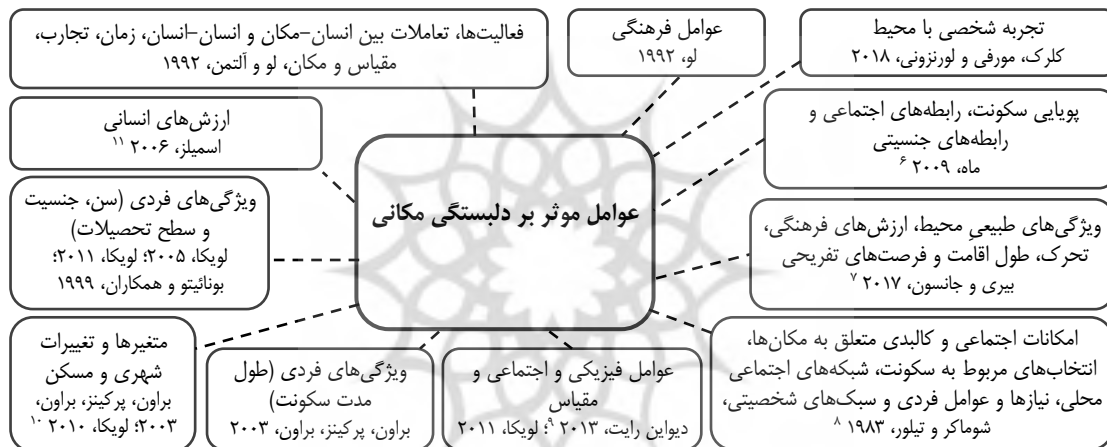 تجربه شخصی با محیط
کلرک، مورفی و لورنزونی، ۲۰۱۸
عوامل فرهنگی
لو، ۱۹۹۲
فعالیت‌ها، تعاملات بین انسان-مکان و انسان-انسان، زمان، تجارب،
مقیاس و مکان، لو و آلتمن، ۱۹۹۲
پویایی سکونت، رابطه‌های اجتماعی و
رابطه‌های جنسیتی
ماه، ۲۰۰۹ ۶
ارزش‌های انسانی
اسمیلز، ۲۰۰۶ ۱۱
عوامل موثر بر دلبستگی مکانی
ویژگی‌های طبیعیِ محیط، ارزش‌های فرهنگی،
تحرک، طول اقامت و فرصت‌های تفریحی
بیری و جانسون، ۲۰۱۷ ۷
ویژگی‌های فردی (سن، جنسیت
و سطح تحصیلات)
لویکا، ۲۰۰۵؛ لویکا، ۲۰۱۱؛
بونائیتو و همکاران، ۱۹۹۹
امکانات اجتماعی و کالبدی متعلق به مکان‌ها،
انتخاب‌های مربوط به سکونت، شبکه‌های اجتماعی
محلی، نیازها و عوامل فردی و سبک‌های شخصیتی،
شوماکر و تیلور، ۱۹۸۳ ۸
عوامل فیزیکی و اجتماعی و
مقیاس
دیواین رایت، ۲۰۱۳ ۹؛ لویکا، ۲۰۱۱
ویژگی‌های فردی (طول
مدت سکونت)
براون، پرکینز، براون، ۲۰۰۳
متغیرها و تغییرات
شهری و مسکن
براون، پرکینز، براون،
۲۰۰۳؛ لویکا، ۲۰۱۰ ۱۰